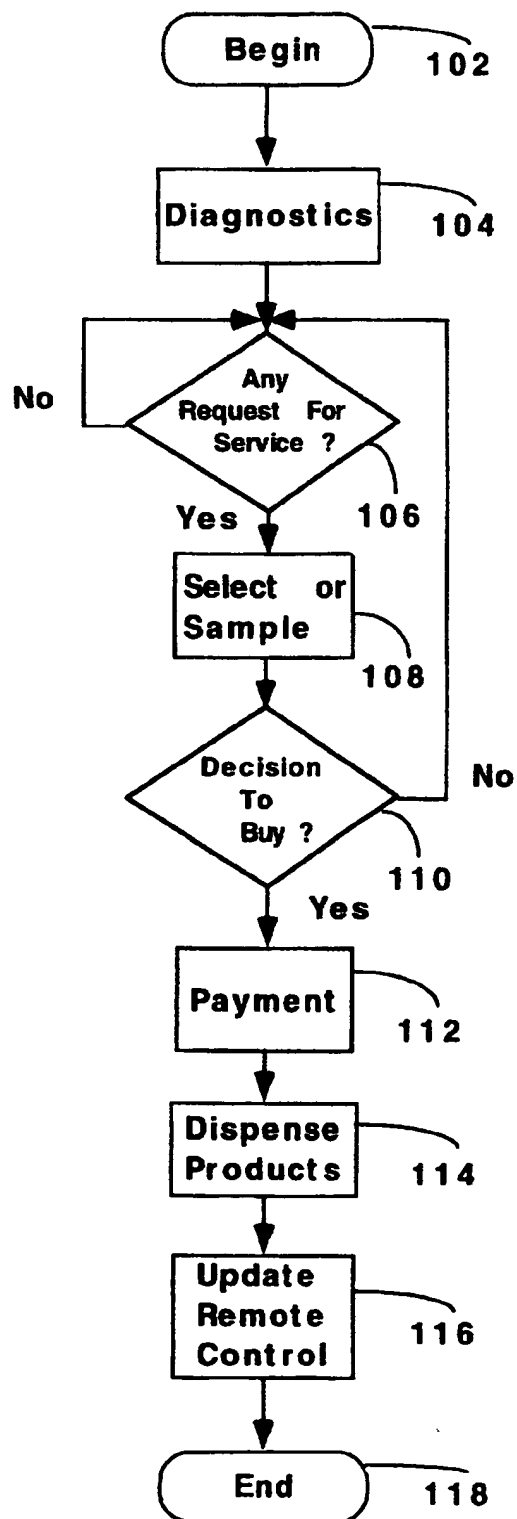 Begin
102
Diagnostics
104
Any
Request For
Service ?
No
106
Yes
Select or
Sample
108
Decision
To
Buy ?
No
110
Yes
Payment
112
Dispense
Products
114
Update
Remote
Control
116
End
118